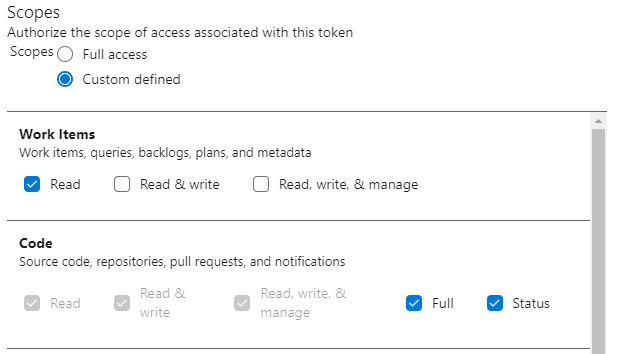 Scopes
Authorize the scope of access associated with this token
Scopes Full access
Custom defined
Work Items
Work items, queries, backlogs, plans, and metadata
Read Read & write Read, write, & manage
Code
Source code, repositories, pull requests, and notifications
Read Read & write Read, write, & manage Full Status